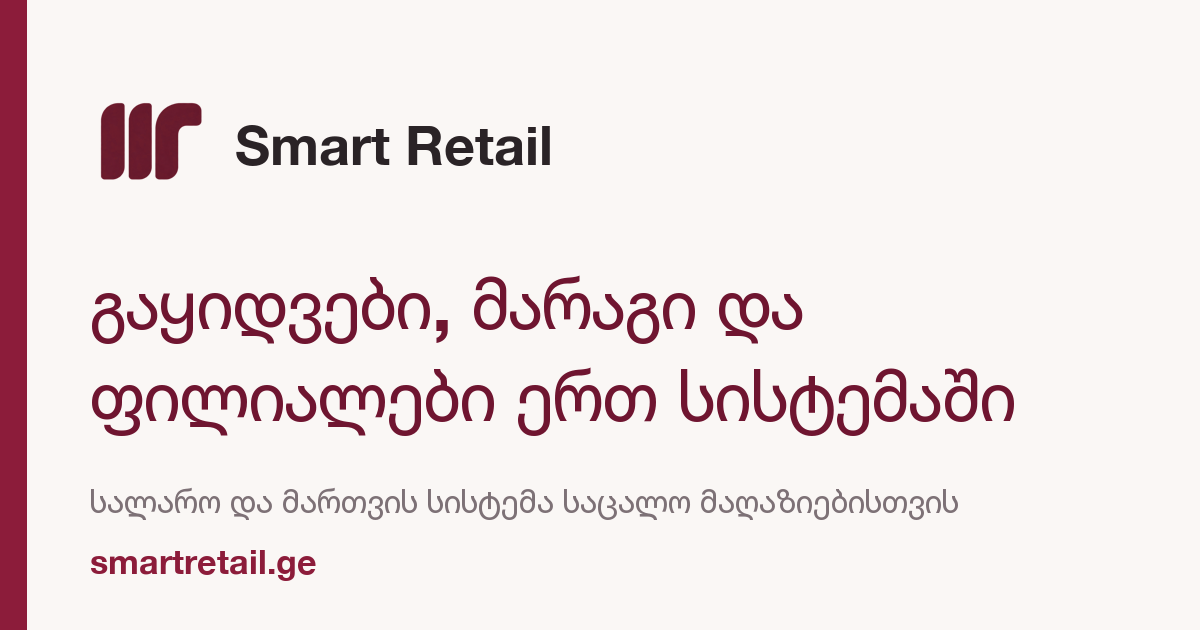 Smart Retail
გაყიდვები, მარაგი და
ფილიალები ერთ სისტემაში
სალარო და მართვის სისტემა საცალო მაღაზიებისთვის
smartretail.ge